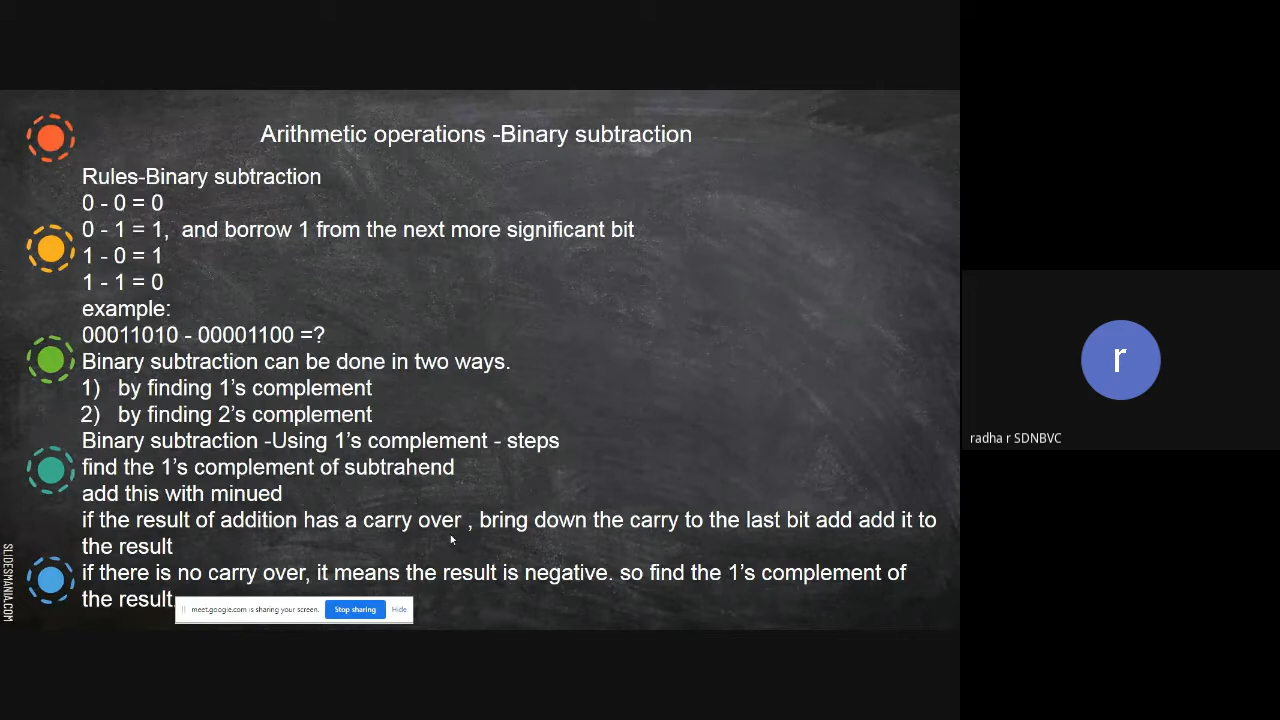 Arithmetic operations -Binary subtraction
Rules-Binary subtraction
0 - 0 = 0
0 - 1 = 1,  and borrow 1 from the next more significant bit
1 - 0 = 1
1 - 1 = 0
example:
00011010 - 00001100 =?
Binary subtraction can be done in two ways.
1)   by finding 1's complement
2)   by finding 2's complement
Binary subtraction -Using 1's complement - steps
find the 1's complement of subtrahend
add this with minued
if the result of addition has a carry over , bring down the carry to the last bit add add it to
the result
if there is no carry over, it means the result is negative. so find the 1's complement of
the result
meet.google.com is sharing your screen. Stop sharing Hide
SLIDESMANIA.COM
r
radha r SDNBVC